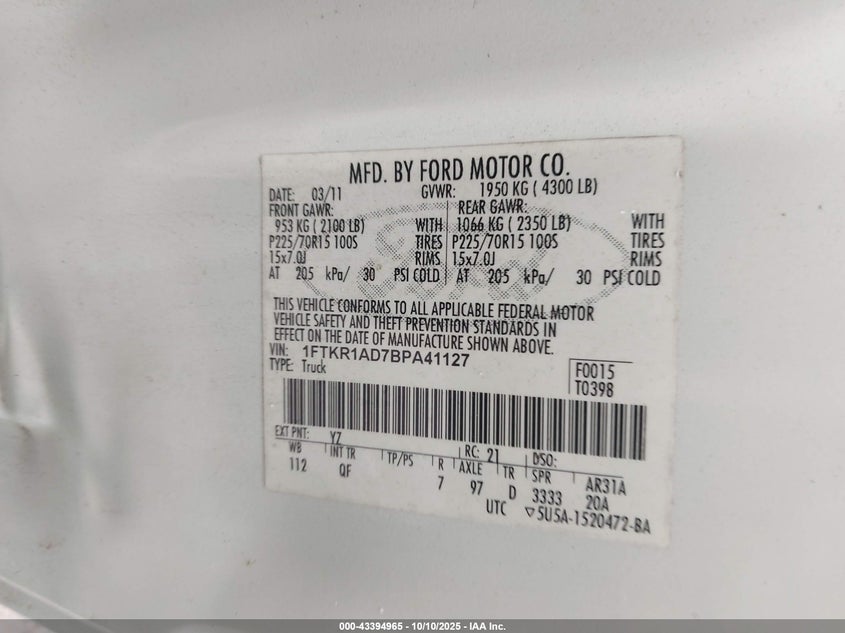 MFD. BY FORD MOTOR CO.
DATE: 03/11 GVWR: 1950 KG ( 4300 LB)
FRONT GAWR: REAR GAWR:
953 KG ( 2100 LB) WITH 1066 KG ( 2350 LB) WITH
P225/70R15 100S TIRES P225/70R15 100S TIRES
15x7.0J RIMS 15x7.0J RIMS
AT 205 kPa/ 30 PSI COLD AT 205 kPa/ 30 PSI COLD
THIS VEHICLE CONFORMS TO ALL APPLICABLE FEDERAL MOTOR
VEHICLE SAFETY AND THEFT PREVENTION STANDARDS IN
EFFECT ON THE DATE OF MANUFACTURE SHOWN ABOVE.
VIN: 1FTKR1AD7BPA41127
TYPE: Truck
F0015
T0398
EXT PNT: YZ RC: 21 DSO:
WB INT TR TP/PS R AXLE TR SPR AR31A
112 QF 7 97 D 3333 20A
UTC ▽5U5A-1520472-BA
000-43394965 - 10/10/2025 - IAA Inc.